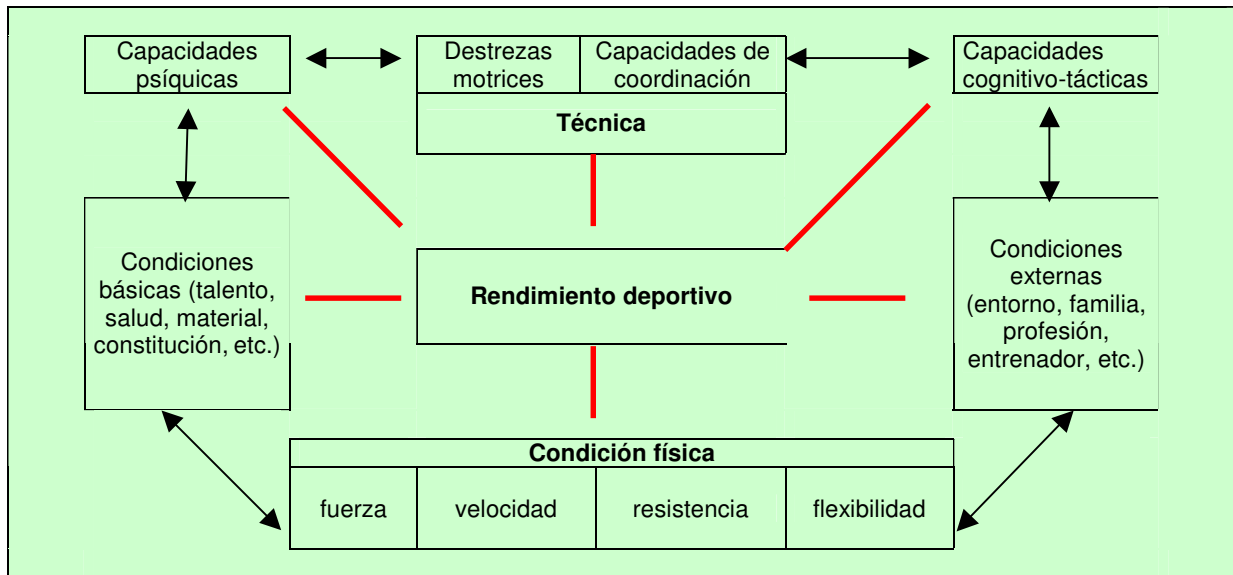 Capacidades
psíquicas
Destrezas
motrices
Capacidades de
coordinación
Técnica
Capacidades
cognitivo-tácticas
Condiciones
básicas (talento,
salud, material,
constitución, etc.)
Rendimiento deportivo
Condiciones
externas
(entorno, familia,
profesión,
entrenador, etc.)
Condición física
fuerza
velocidad
resistencia
flexibilidad